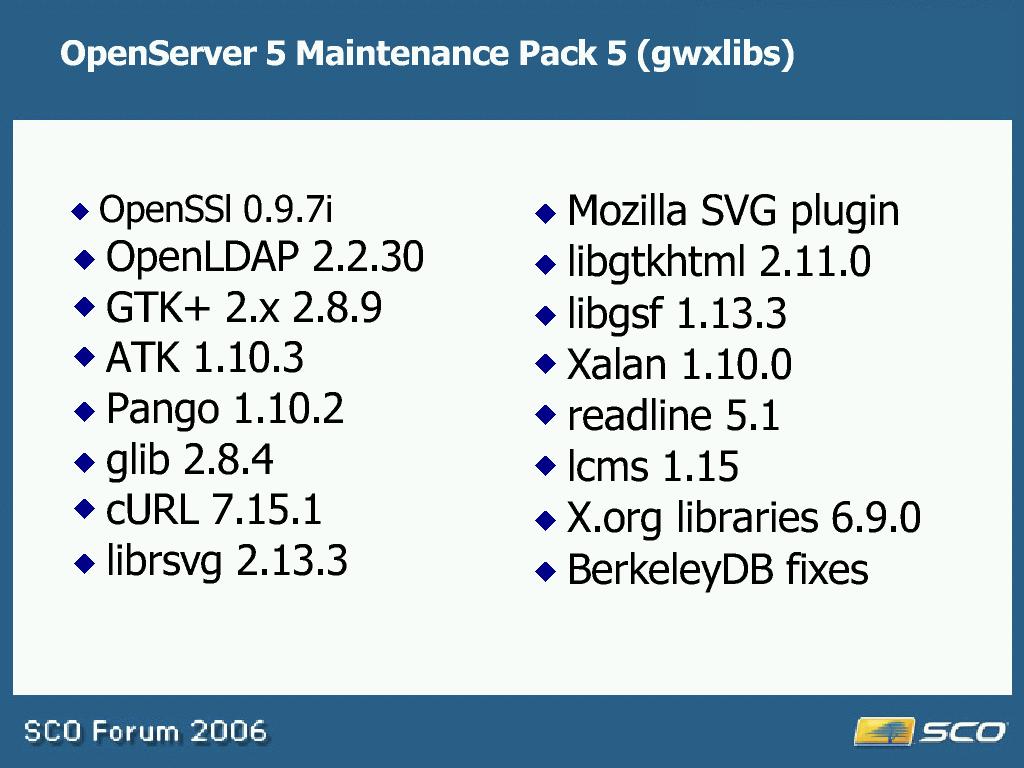 OpenServer 5 Maintenance Pack 5 (gwxlibs)
OpenSSl 0.9.7i
OpenLDAP 2.2.30
GTK+ 2.x 2.8.9
ATK 1.10.3
Pango 1.10.2
glib 2.8.4
cURL 7.15.1
librsvg 2.13.3
Mozilla SVG plugin
libgtkhtml 2.11.0
libgsf 1.13.3
Xalan 1.10.0
readline 5.1
lcms 1.15
X.org libraries 6.9.0
BerkeleyDB fixes
SCO Forum 2006
SCO